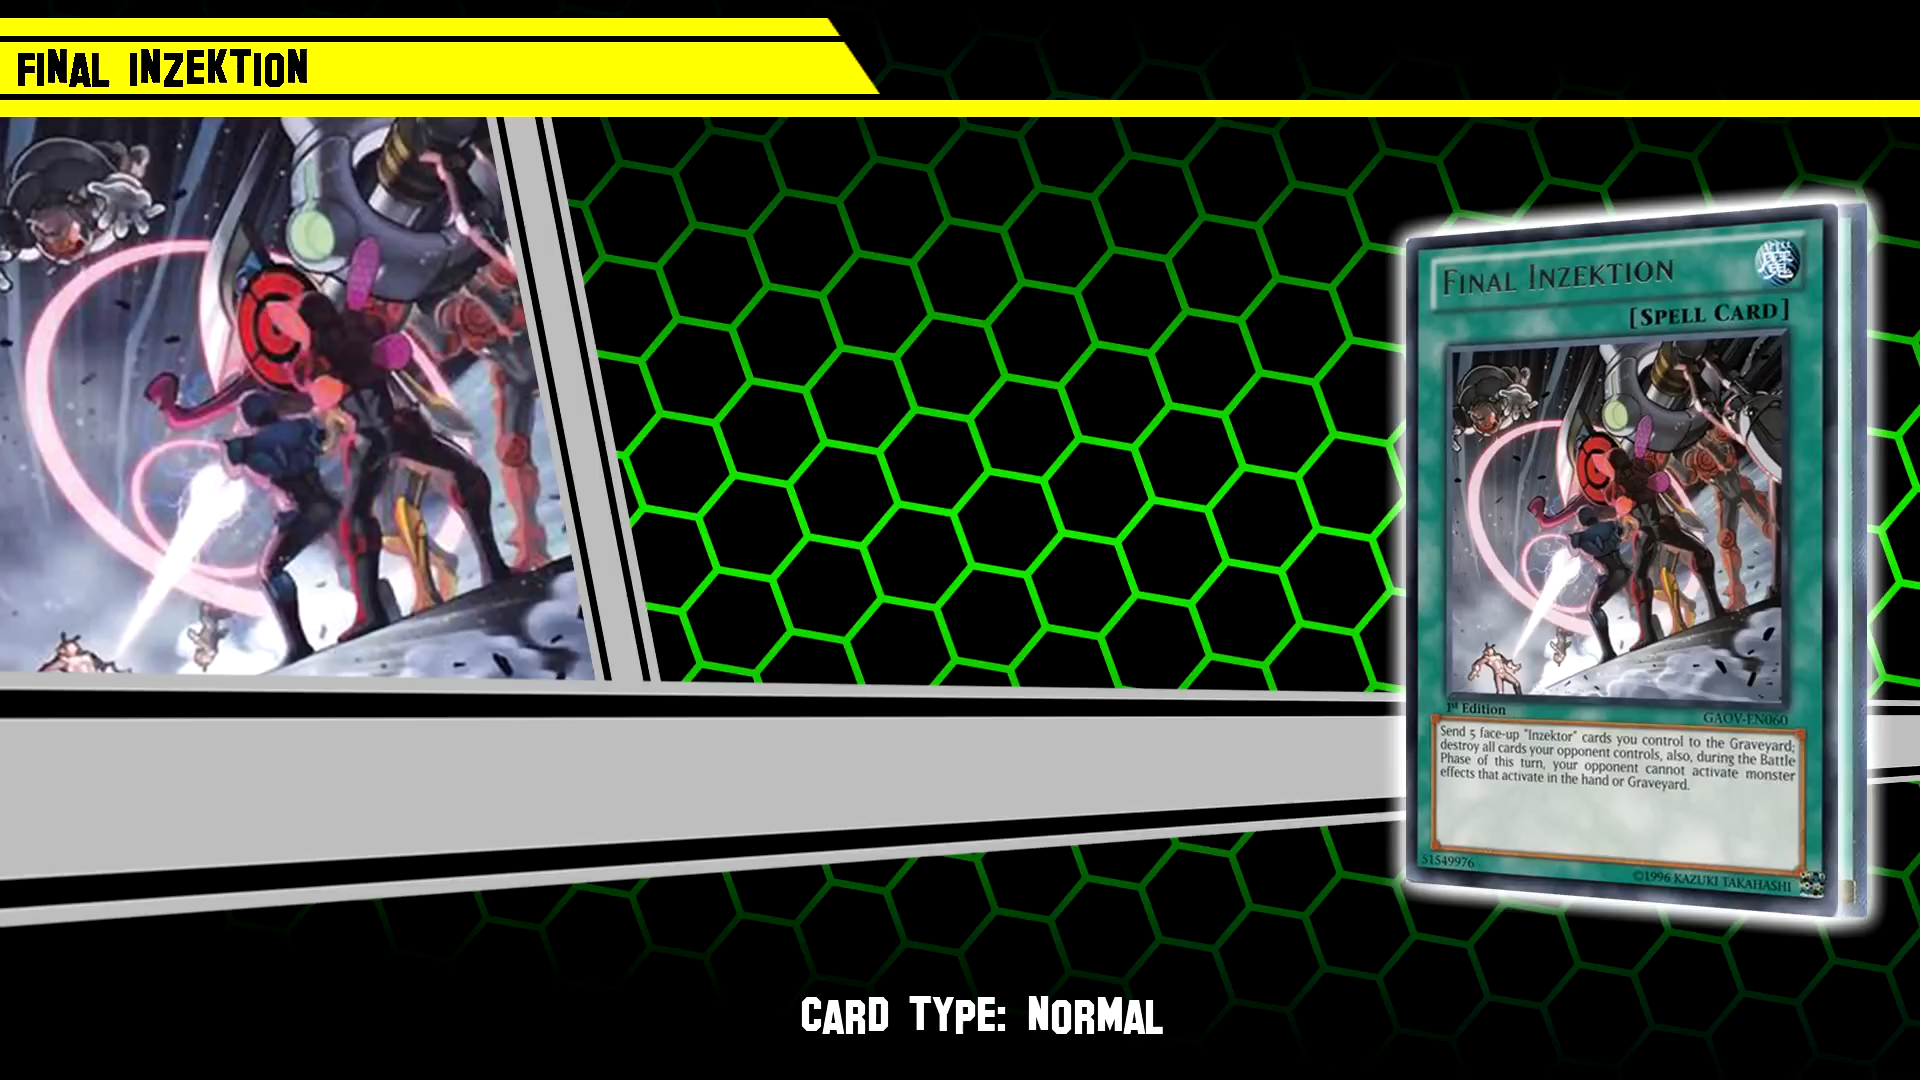 FINAL INZEKTION
FINAL INZEKTION
魔
[SPELL CARD]
1st Edition
GAOV-EN060
Send 5 face-up "Inzektor" cards you control to the Graveyard;
destroy all cards your opponent controls, also, during the Battle
Phase of this turn, your opponent cannot activate monster
effects that activate in the hand or Graveyard.
51549976
©1996 KAZUKI TAKAHASHI
CARD TYPE: NORMAL